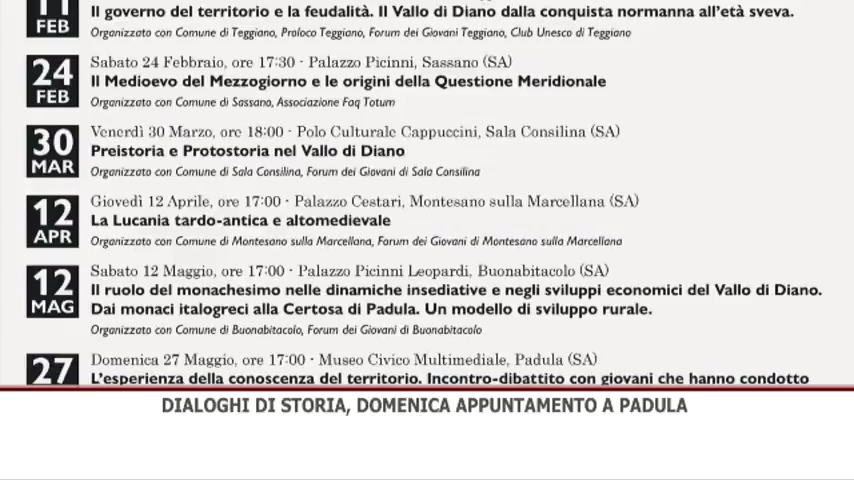 11
FEB
Il governo del territorio e la feudalità. Il Vallo di Diano dalla conquista normanna all'età sveva.
Organizzato con Comune di Teggiano, Proloco Teggiano, Forum dei Giovani Teggiano, Club Unesco di Teggiano
24
FEB
Sabato 24 Febbraio, ore 17:30 · Palazzo Picinni, Sassano (SA)
Il Medioevo del Mezzogiorno e le origini della Questione Meridionale
Organizzato con Comune di Sassano, Associazione Faq Totum
30
MAR
Venerdì 30 Marzo, ore 18:00 · Polo Culturale Cappuccini, Sala Consilina (SA)
Preistoria e Protostoria nel Vallo di Diano
Organizzato con Comune di Sala Consilina, Forum dei Giovani di Sala Consilina
12
APR
Giovedì 12 Aprile, ore 17:00 · Palazzo Cestari, Montesano sulla Marcellana (SA)
La Lucania tardo-antica e altomedievale
Organizzato con Comune di Montesano sulla Marcellana, Forum dei Giovani di Montesano sulla Marcellana
12
MAG
Sabato 12 Maggio, ore 17:00 · Palazzo Picinni Leopardi, Buonabitacolo (SA)
Il ruolo del monachesimo nelle dinamiche insediative e negli sviluppi economici del Vallo di Diano.
Dai monaci italogreci alla Certosa di Padula. Un modello di sviluppo rurale.
Organizzato con Comune di Buonabitacolo, Forum dei Giovani di Buonabitacolo
27
Domenica 27 Maggio, ore 17:00 · Museo Civico Multimediale, Padula (SA)
L'esperienza della conoscenza del territorio. Incontro-dibattito con giovani che hanno condotto
DIALOGHI DI STORIA, DOMENICA APPUNTAMENTO A PADULA